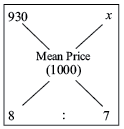 930 x
Mean Price
(1000)
8 : 7